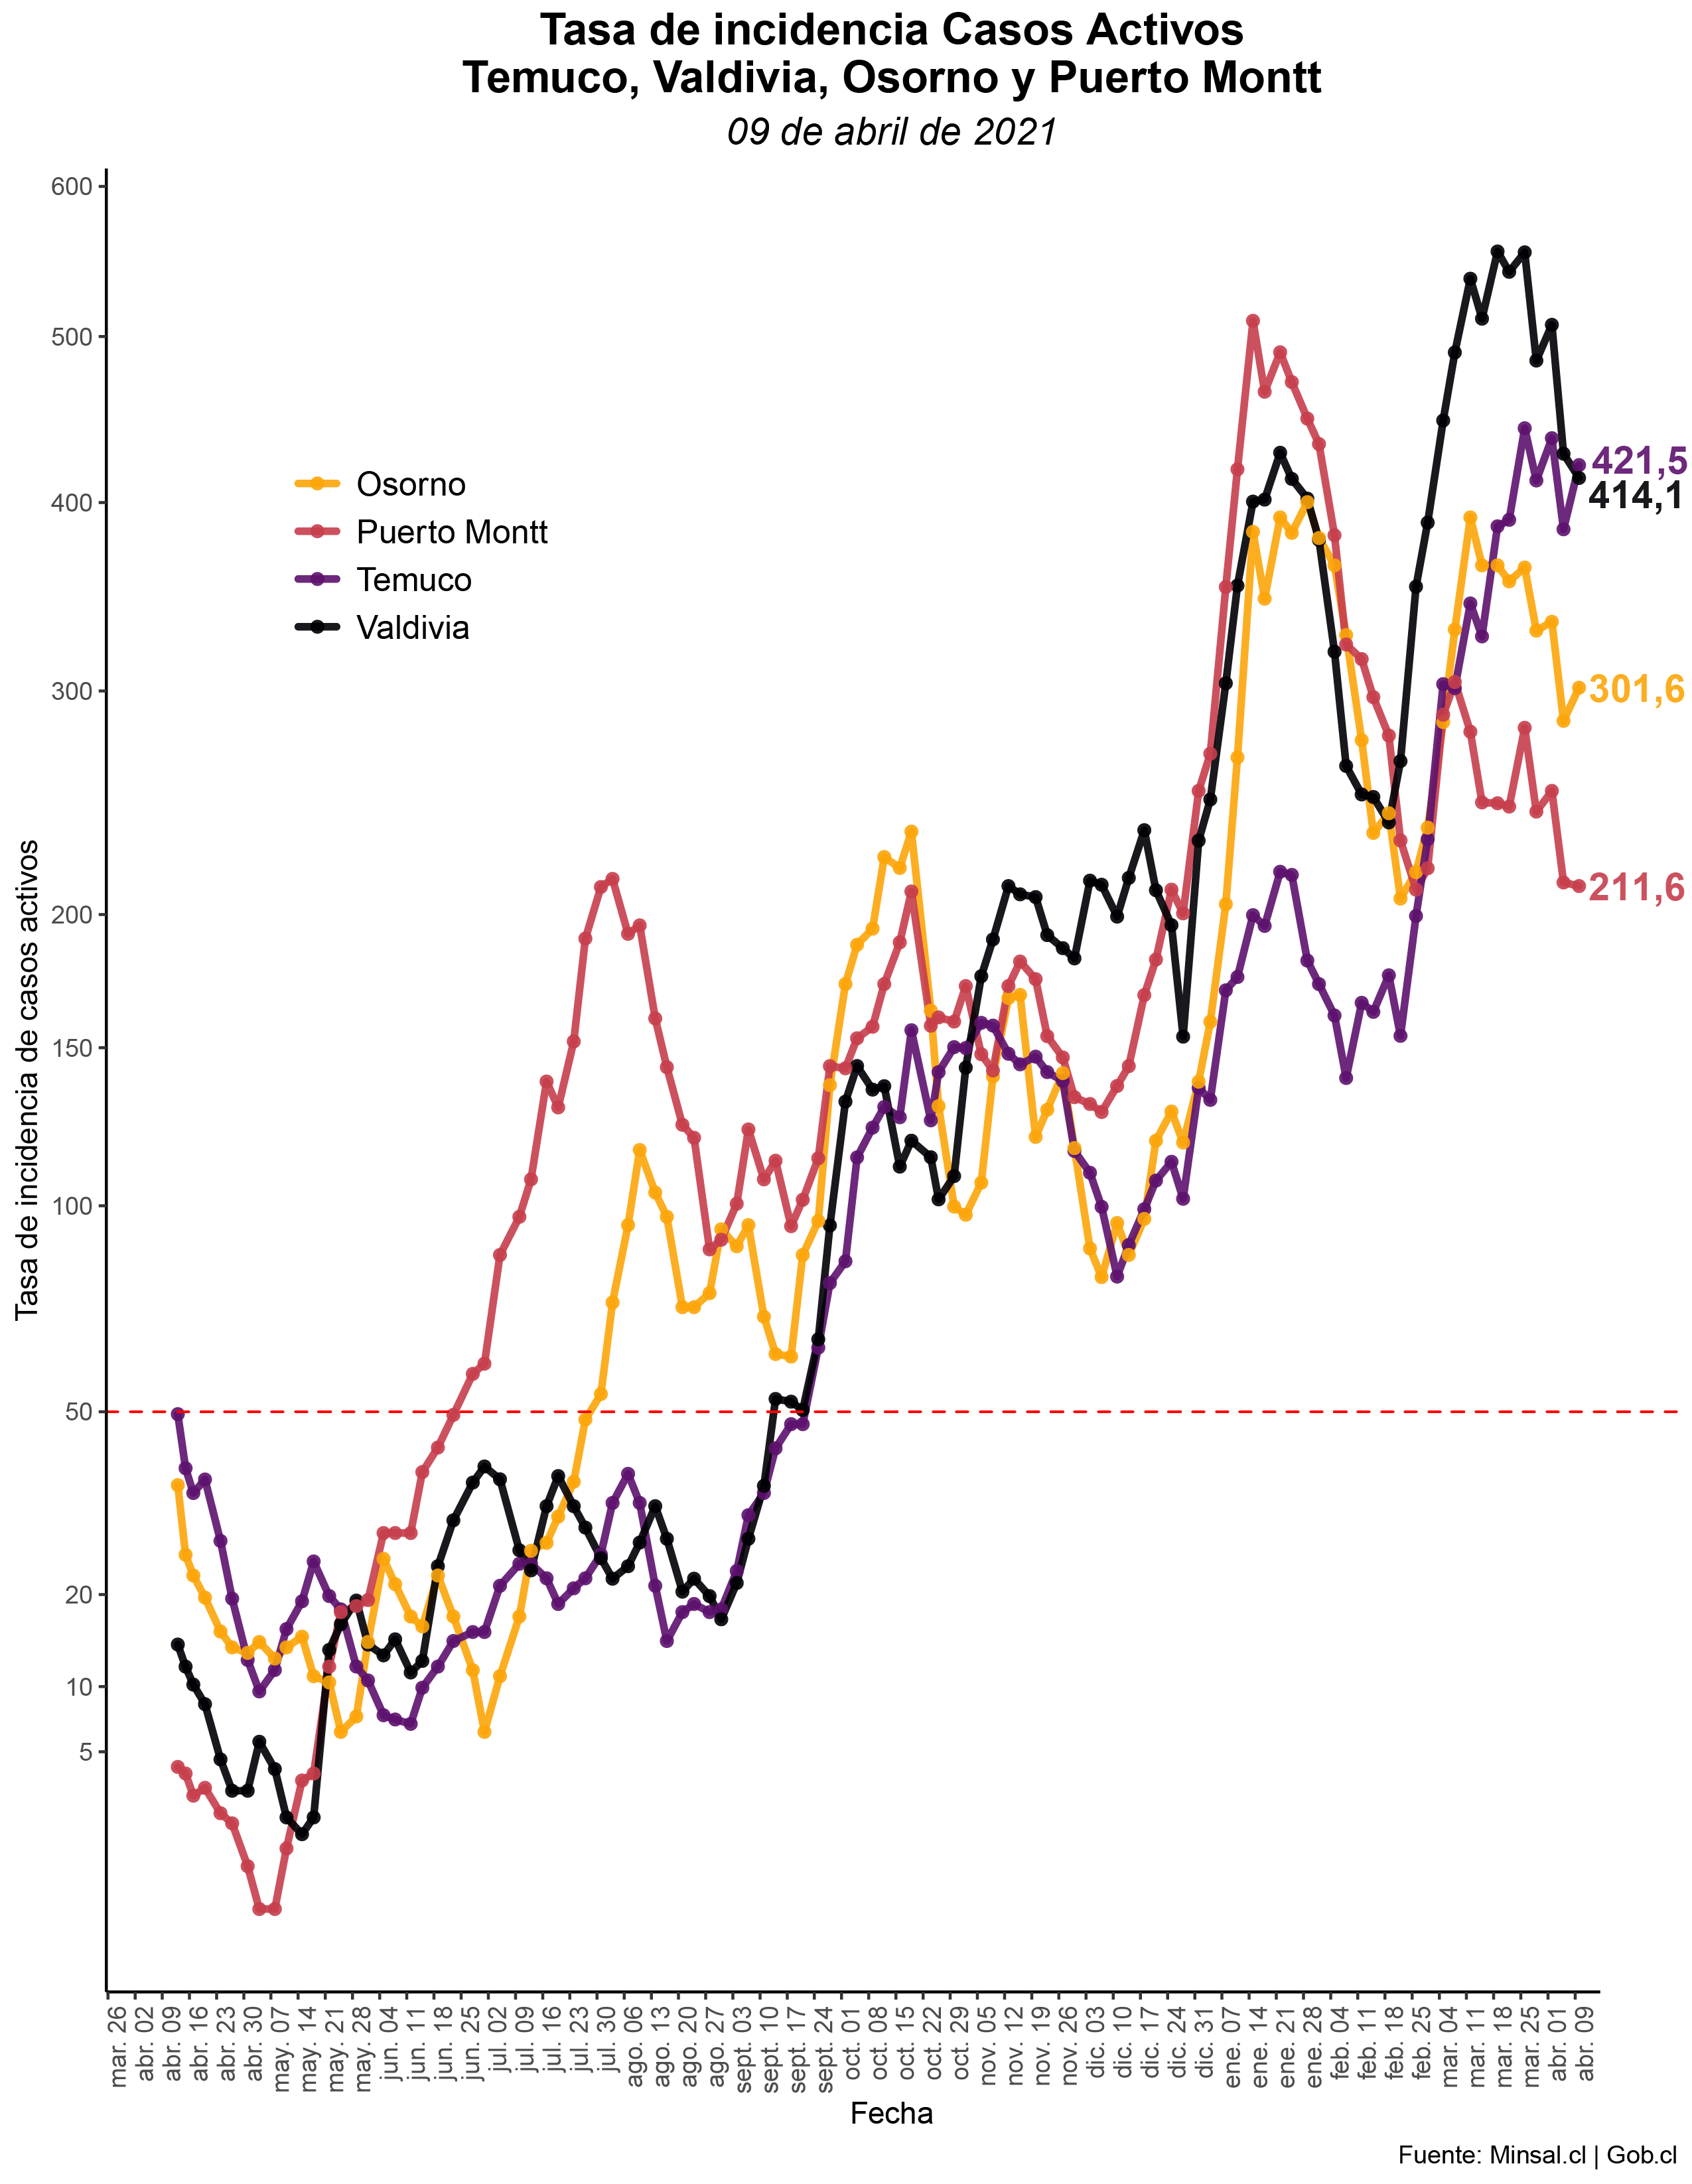 Tasa de incidencia Casos Activos
Temuco, Valdivia, Osorno y Puerto Montt
09 de abril de 2021
Tasa de incidencia de casos activos
600
500
400
300
200
150
100
50
20
10
5
Osorno
Puerto Montt
Temuco
Valdivia
421,5
414,1
301,6
211,6
mar. 26
abr. 02
abr. 09
abr. 16
abr. 23
abr. 30
may. 07
may. 14
may. 21
may. 28
jun. 04
jun. 11
jun. 18
jun. 25
jul. 02
jul. 09
jul. 16
jul. 23
jul. 30
ago. 06
ago. 13
ago. 20
ago. 27
sept. 03
sept. 10
sept. 17
sept. 24
oct. 01
oct. 08
oct. 15
oct. 22
oct. 29
nov. 05
nov. 12
nov. 19
nov. 26
dic. 03
dic. 10
dic. 17
dic. 24
dic. 31
ene. 07
ene. 14
ene. 21
ene. 28
feb. 04
feb. 11
feb. 18
feb. 25
mar. 04
mar. 11
mar. 18
mar. 25
abr. 01
abr. 09
Fecha
Fuente: Minsal.cl | Gob.cl